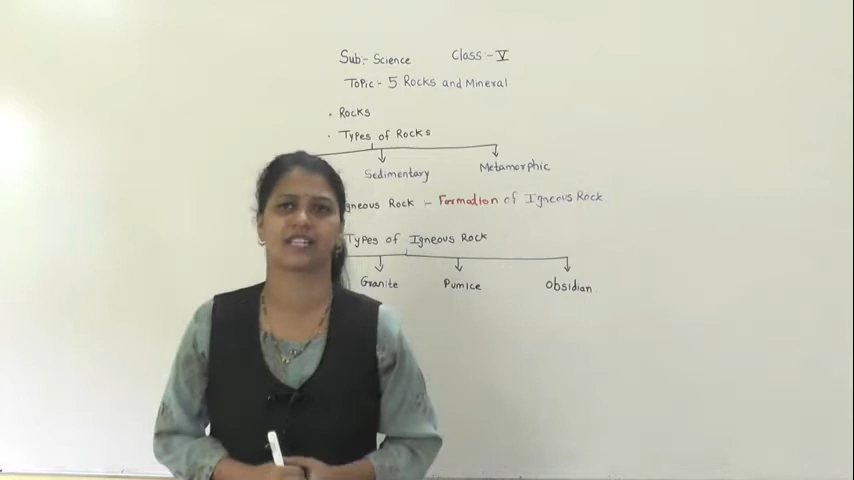 Sub:- Science Class:- V
Topic:- 5 Rocks and Mineral
• Rocks
• Types of Rocks
Sedimentary Metamorphic
gneous Rock - Formation of Igneous Rock
Types of Igneous Rock
Granite Pumice Obsidian